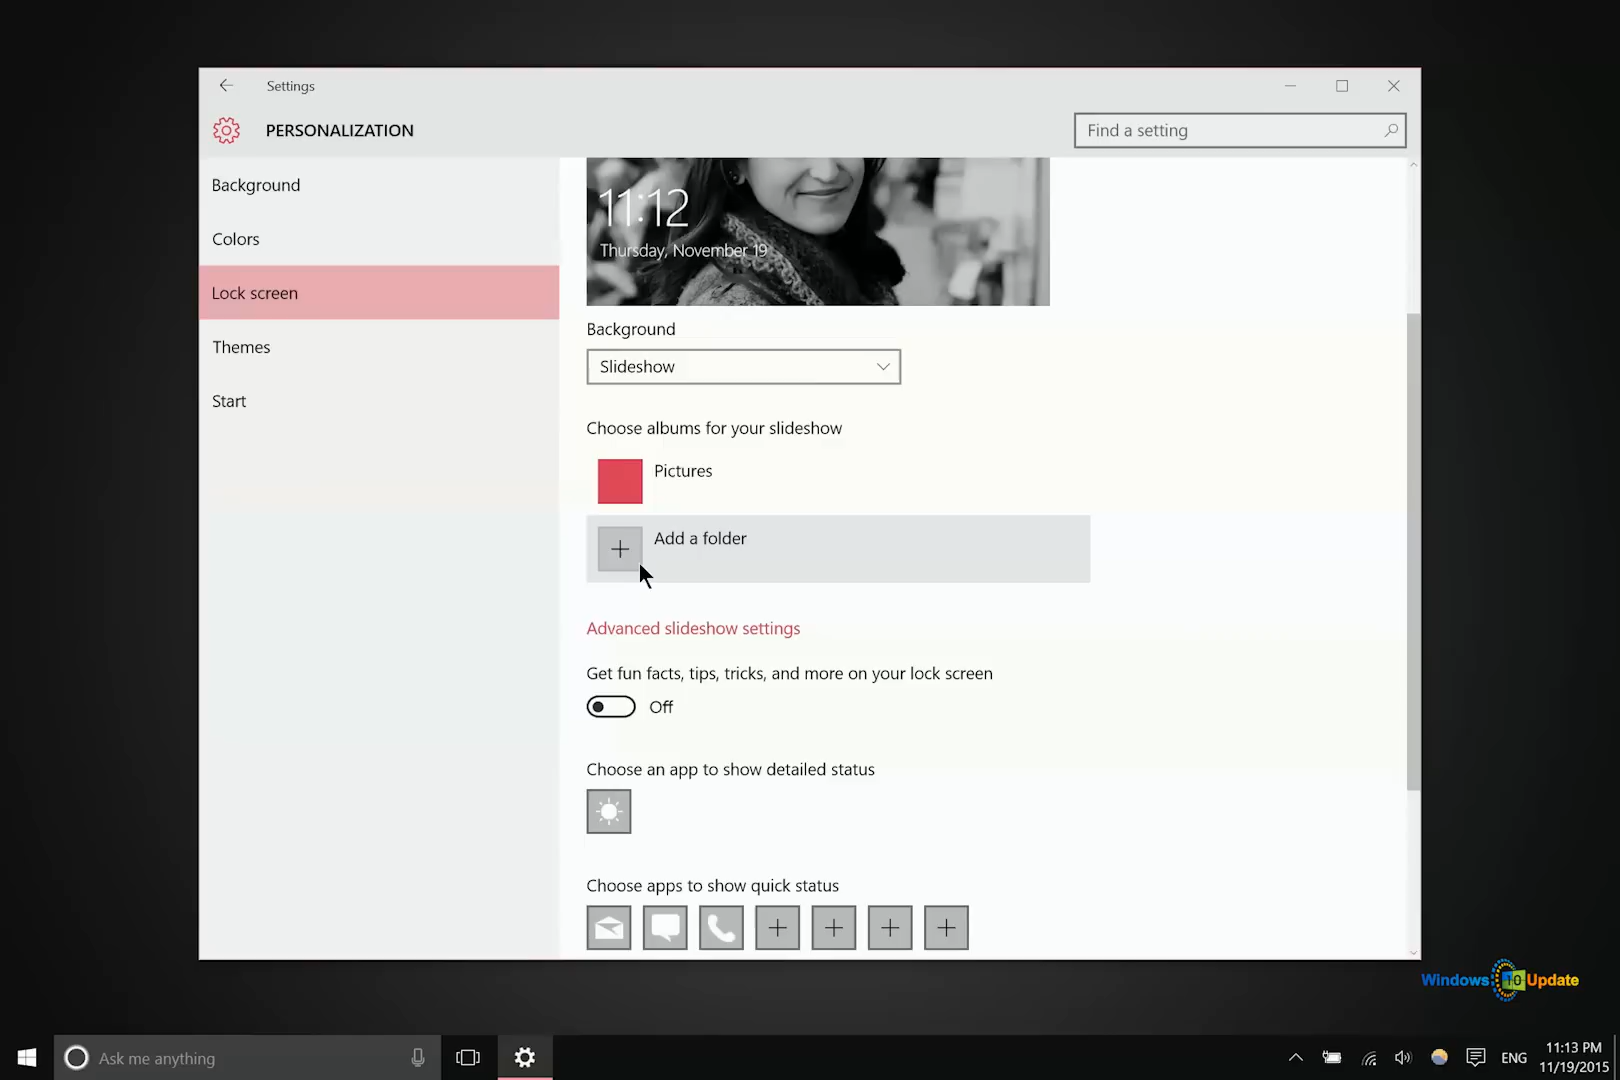 Settings
PERSONALIZATION
Find a setting
Background
Colors
Lock screen
Themes
Start
11:12
Thursday, November 19
Background
Slideshow
Choose albums for your slideshow
Pictures
Add a folder
Advanced slideshow settings
Get fun facts, tips, tricks, and more on your lock screen
Off
Choose an app to show detailed status
Choose apps to show quick status
Windows 10 Update
Ask me anything
ENG
11:13 PM
11/19/2015